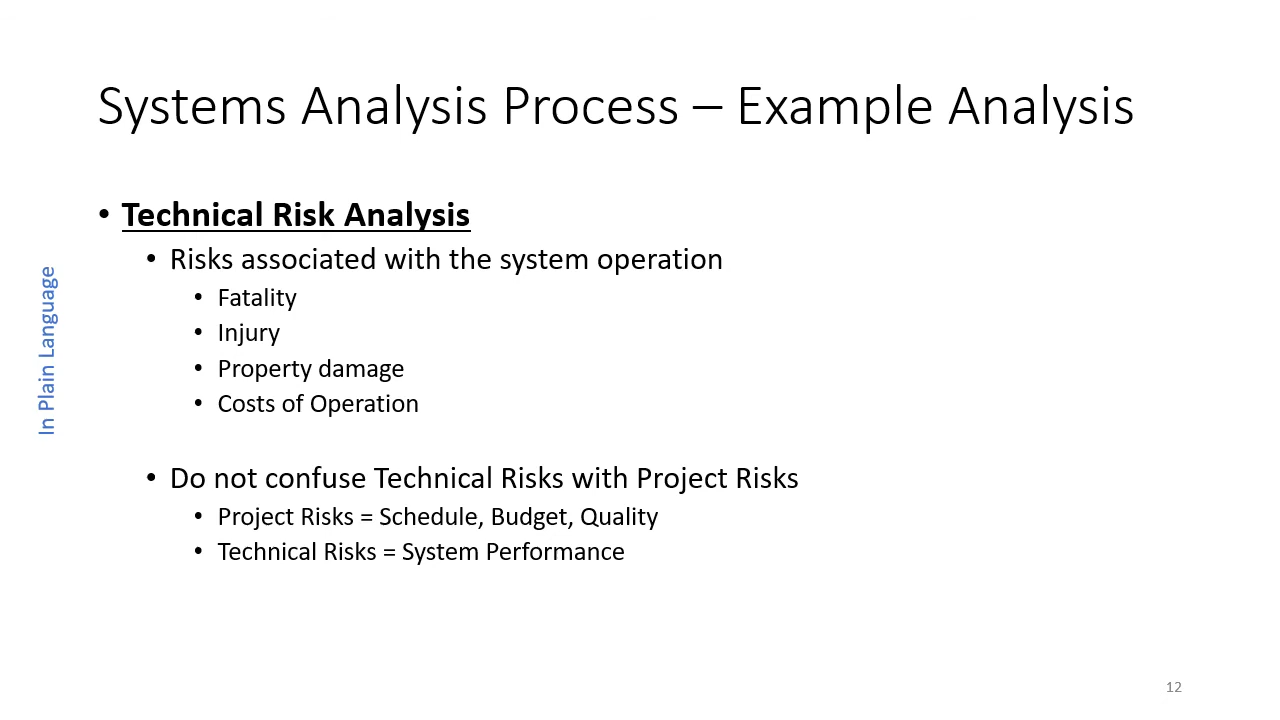 Systems Analysis Process – Example Analysis
• Technical Risk Analysis
• Risks associated with the system operation
• Fatality
• Injury
• Property damage
• Costs of Operation
• Do not confuse Technical Risks with Project Risks
• Project Risks = Schedule, Budget, Quality
• Technical Risks = System Performance
In Plain Language
12